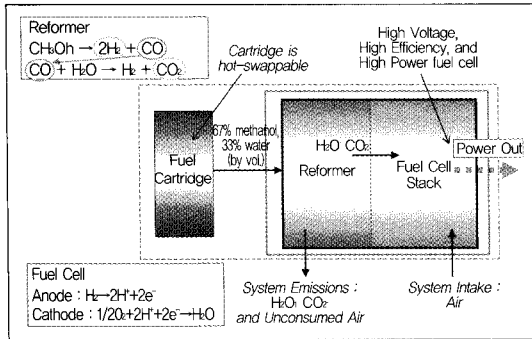 Reformer
CH₃Oh → 2H₂ + CO
CO + H₂O → H₂ + CO₂
Cartridge is
hot-swappable
High Voltage,
High Efficiency, and
High Power fuel cell
67% methahol,
33% water
(by vol.)
Fuel
Cartridge
H₂O CO₂
Reformer
Fuel Cell
Stack
Power Out
Fuel Cell
Anode : H₂→2H⁺+2e⁻
Cathode : 1/2O₂+2H⁺+2e⁻→H₂O
System Emissions :
H₂O, CO₂
and Unconsumed Air
System Intake :
Air